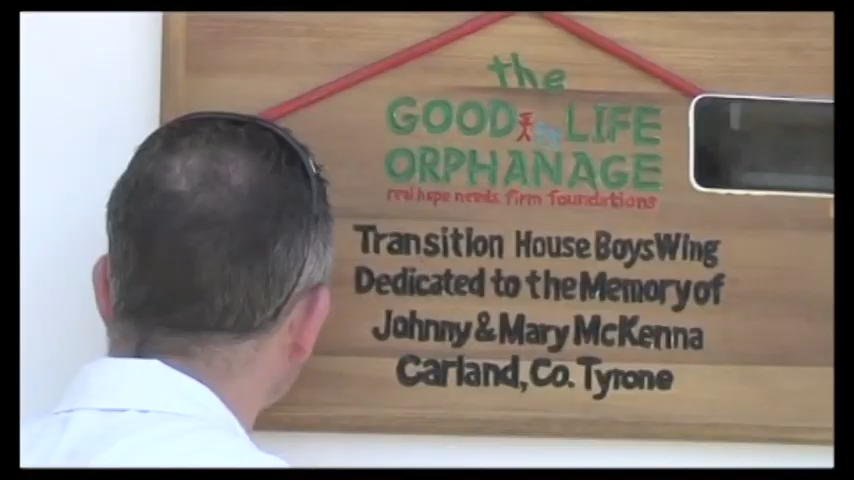 the
GOOD LIFE
ORPHANAGE
real hope needs firm foundations
Transition House Boys Wing
Dedicated to the Memory of
Johnny & Mary McKenna
Carland, Co. Tyrone